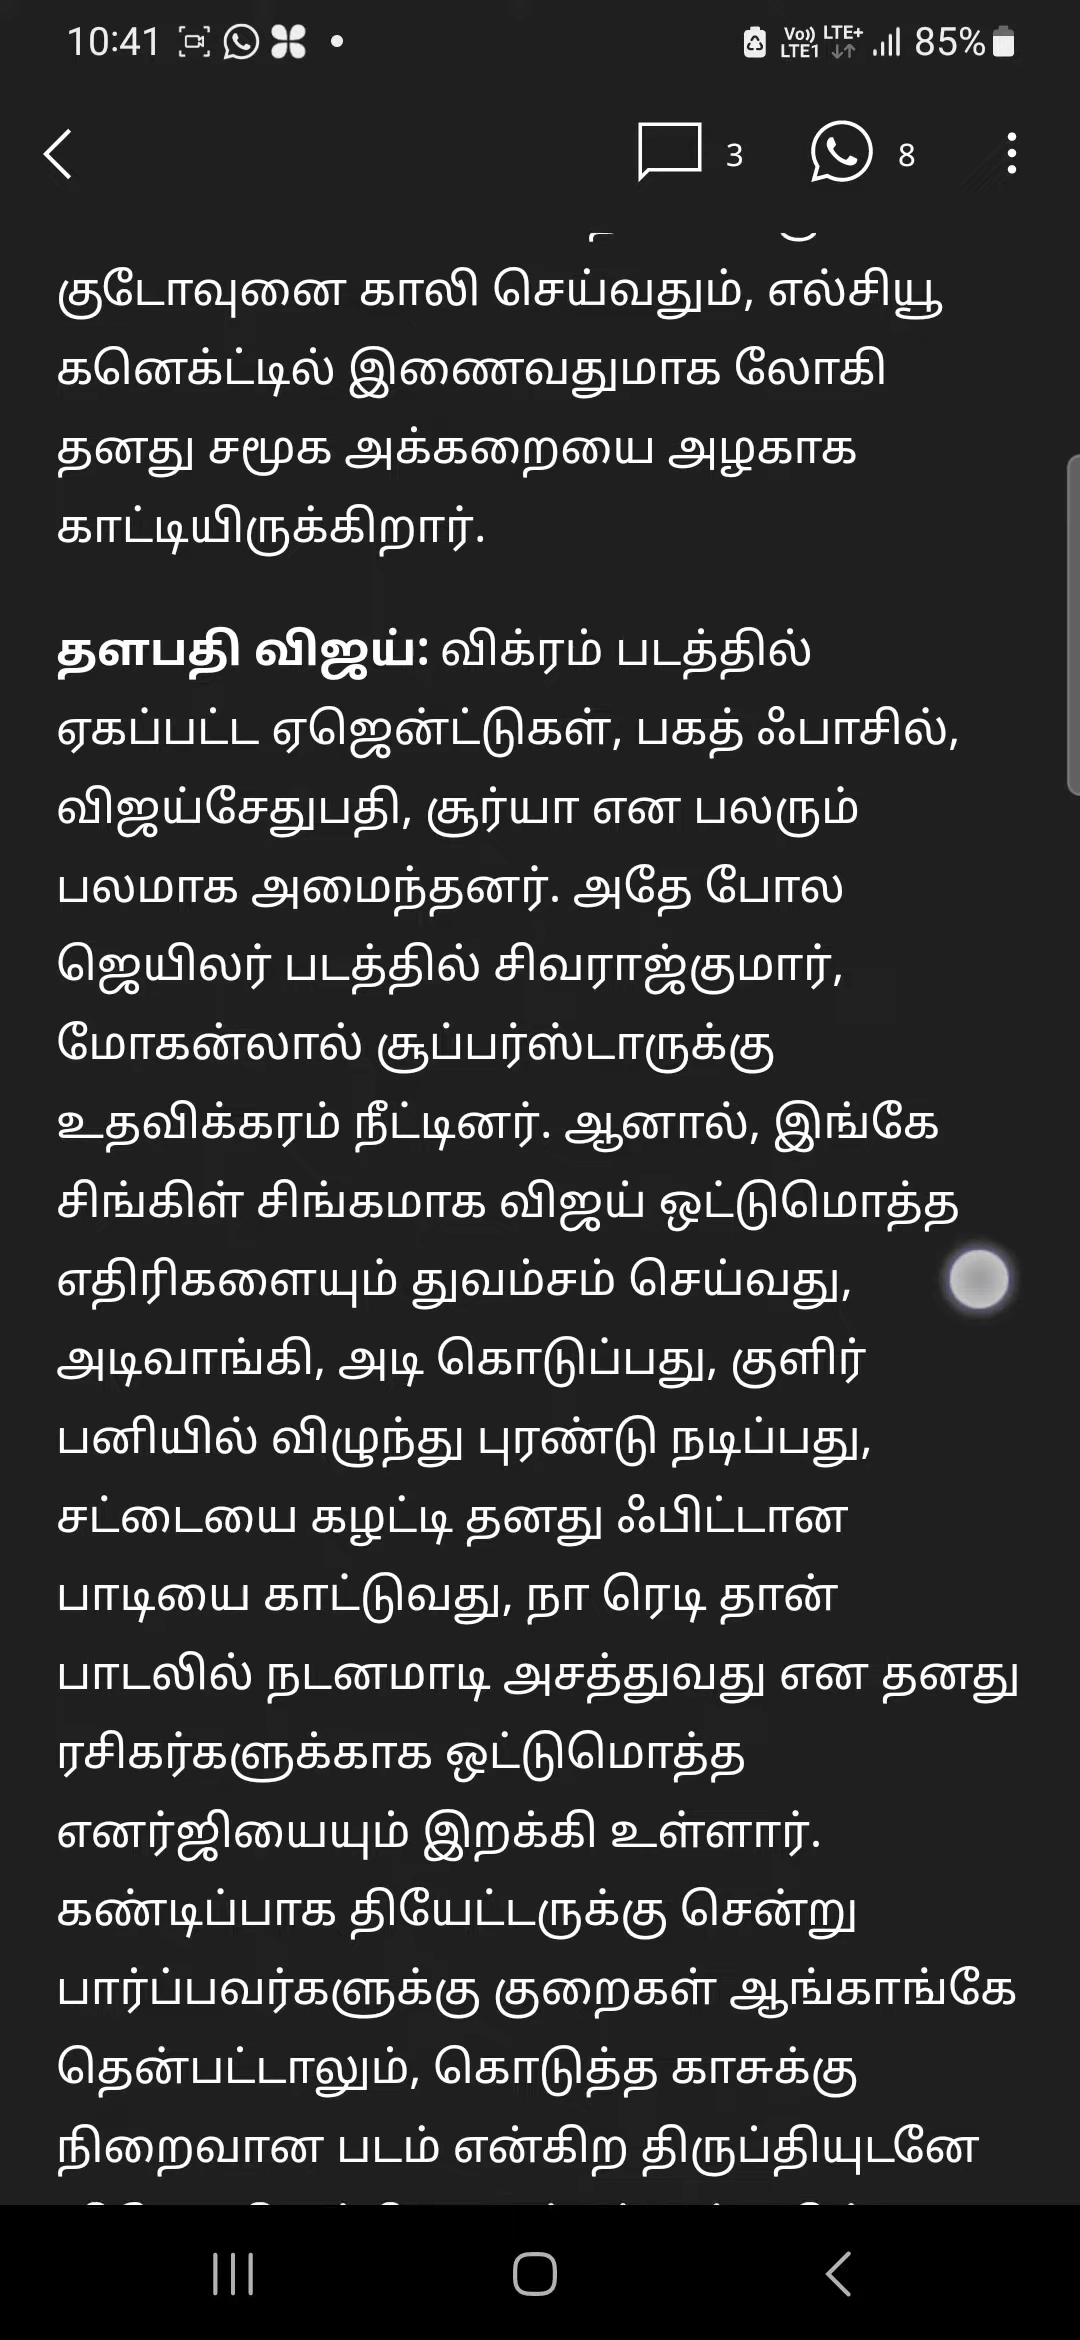 10:41
Vo)) LTE+
LTE1
85%
3
8
குடோவுனை காலி செய்வதும், எல்சியூ
கனெக்ட்டில் இணைவதுமாக லோகி
தனது சமூக அக்கறையை அழகாக
காட்டியிருக்கிறார்.
தளபதி விஜய்: விக்ரம் படத்தில்
ஏகப்பட்ட ஏஜென்ட்டுகள், பகத் ஃபாசில்,
விஜய்சேதுபதி, சூர்யா என பலரும்
பலமாக அமைந்தனர். அதே போல
ஜெயிலர் படத்தில் சிவராஜ்குமார்,
மோகன்லால் சூப்பர்ஸ்டாருக்கு
உதவிக்கரம் நீட்டினர். ஆனால், இங்கே
சிங்கிள் சிங்கமாக விஜய் ஒட்டுமொத்த
எதிரிகளையும் துவம்சம் செய்வது,
அடிவாங்கி, அடி கொடுப்பது, குளிர்
பனியில் விழுந்து புரண்டு நடிப்பது,
சட்டையை கழட்டி தனது ஃபிட்டான
பாடியை காட்டுவது, நா ரெடி தான்
பாடலில் நடனமாடி அசத்துவது என தனது
ரசிகர்களுக்காக ஒட்டுமொத்த
எனர்ஜியையும் இறக்கி உள்ளார்.
கண்டிப்பாக தியேட்டருக்கு சென்று
பார்ப்பவர்களுக்கு குறைகள் ஆங்காங்கே
தென்பட்டாலும், கொடுத்த காசுக்கு
நிறைவான படம் என்கிற திருப்தியுடனே